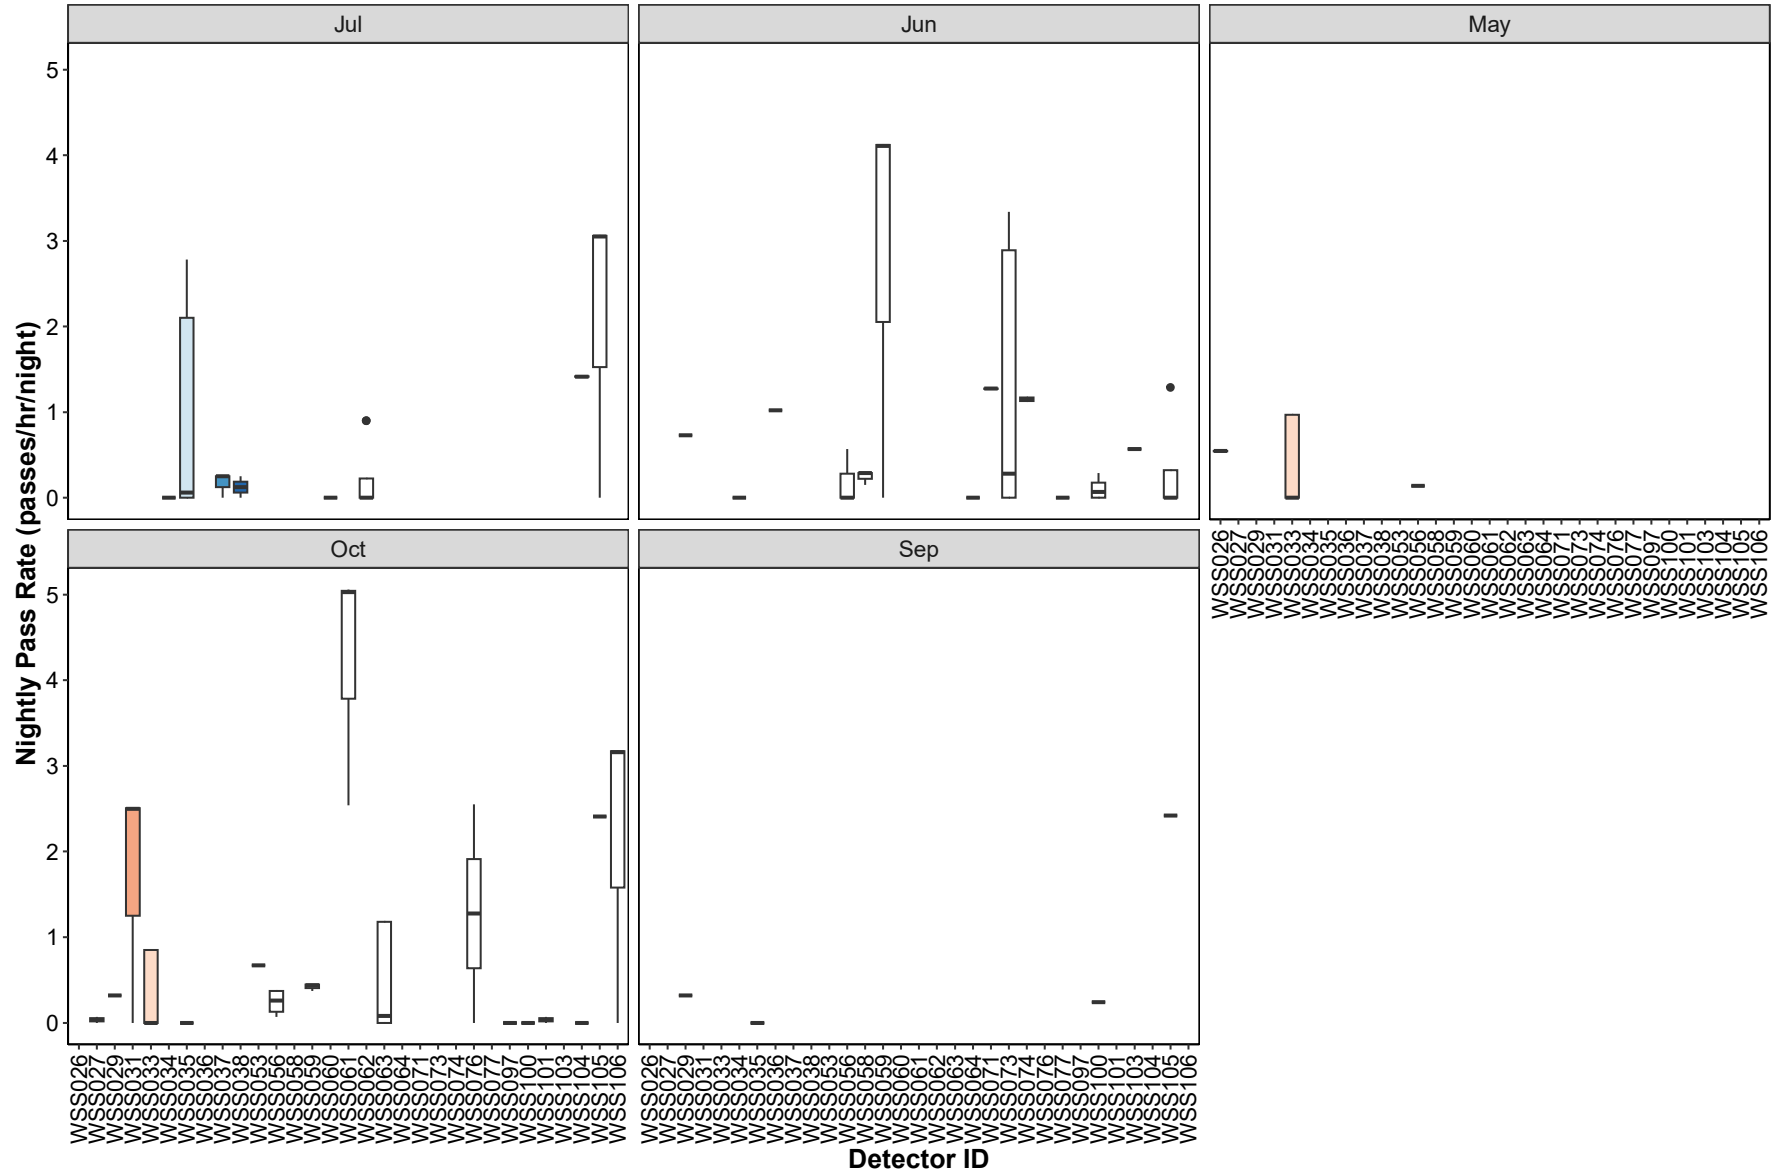 Jul
Jun
May
Nightly Pass Rate (passes/hr/night)
5
4
3
2
1
0
WSS026
WSS027
WSS029
WSS031
WSS033
WSS034
WSS035
WSS036
WSS037
WSS038
WSS053
WSS056
WSS058
WSS059
WSS060
WSS061
WSS062
WSS063
WSS064
WSS071
WSS073
WSS074
WSS076
WSS077
WSS097
WSS100
WSS101
WSS103
WSS104
WSS105
WSS106
Oct
Sep
5
4
3
2
1
0
WSS026
WSS027
WSS029
WSS031
WSS033
WSS034
WSS035
WSS036
WSS037
WSS038
WSS053
WSS056
WSS058
WSS059
WSS060
WSS061
WSS062
WSS063
WSS064
WSS071
WSS073
WSS074
WSS076
WSS077
WSS097
WSS100
WSS101
WSS103
WSS104
WSS105
WSS106
WSS026
WSS027
WSS029
WSS031
WSS033
WSS034
WSS035
WSS036
WSS037
WSS038
WSS053
WSS056
WSS058
WSS059
WSS060
WSS061
WSS062
WSS063
WSS064
WSS071
WSS073
WSS074
WSS076
WSS077
WSS097
WSS100
WSS101
WSS103
WSS104
WSS105
WSS106
Detector ID